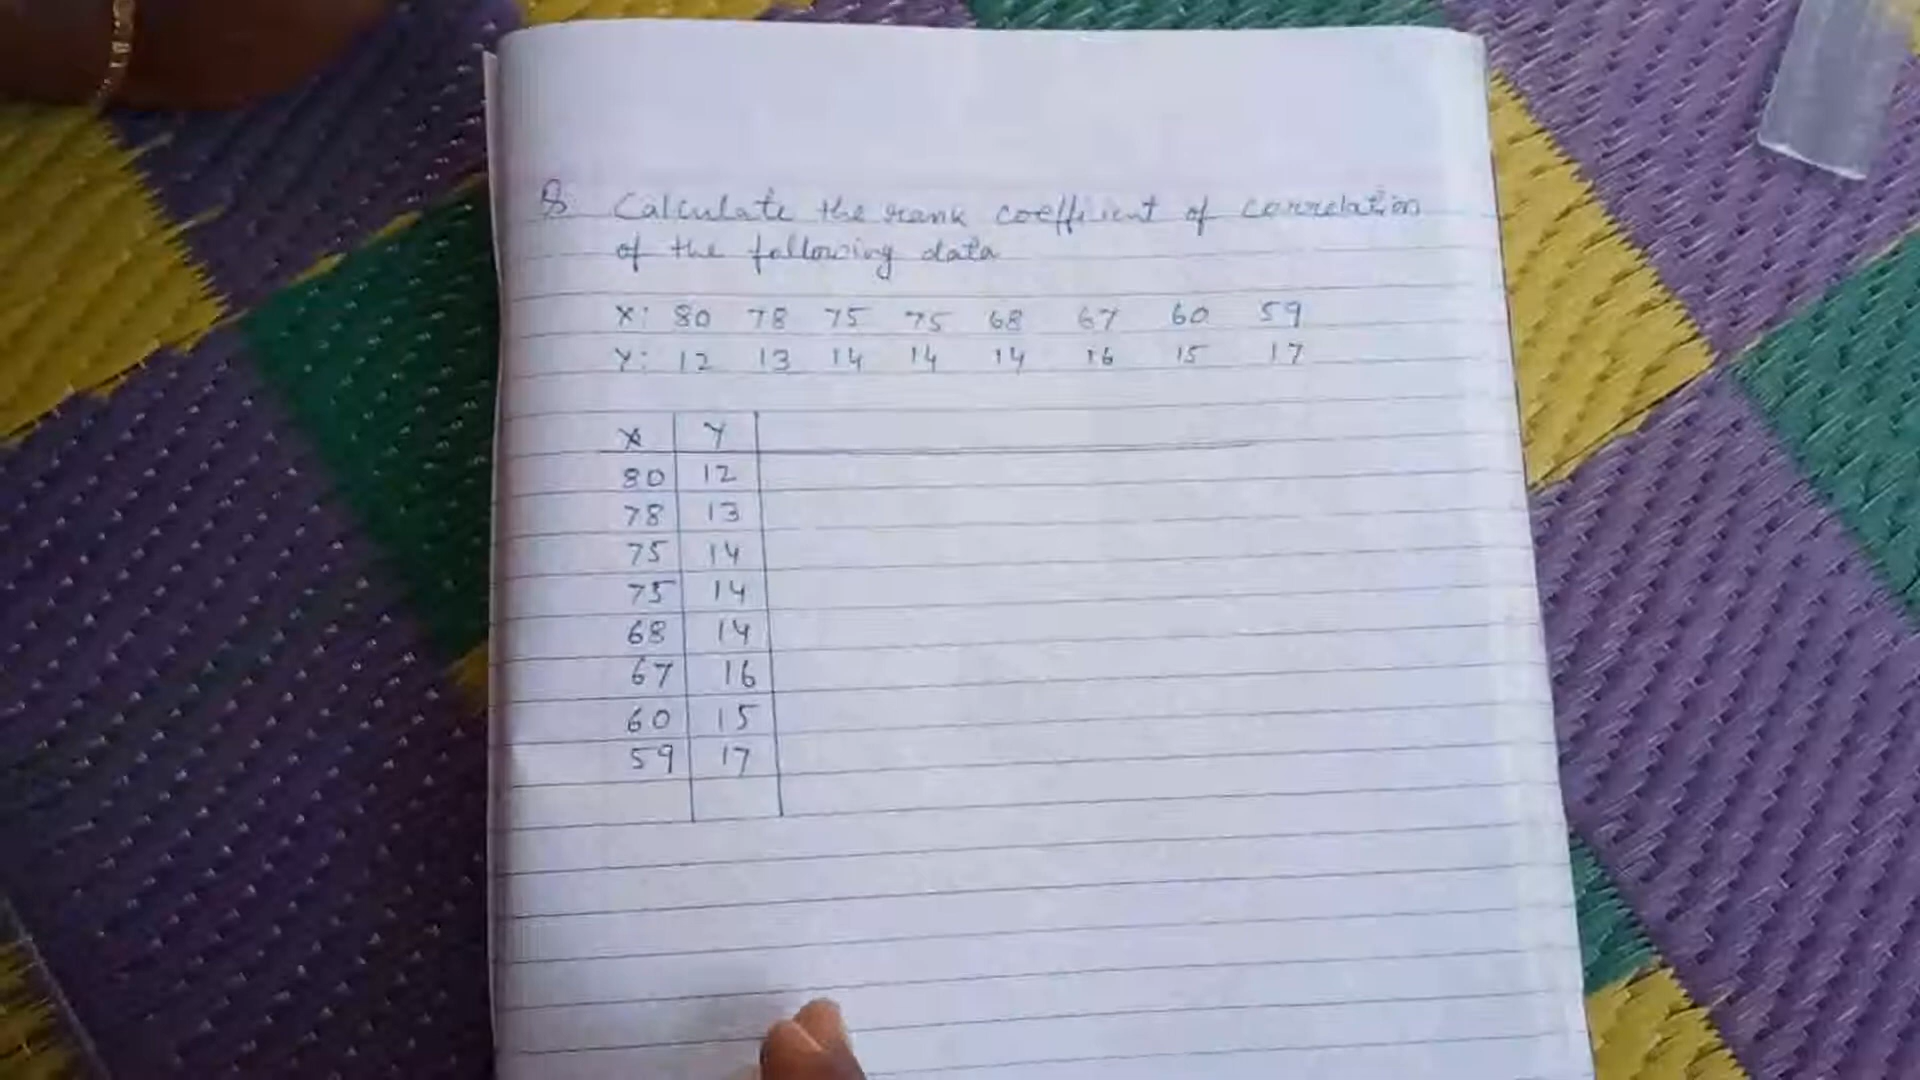 Q. Calculate the rank coefficient of correlation
of the following data
X: 80 78 75 75 68 67 60 59
Y: 12 13 14 14 14 16 15 17
X Y
80 12
78 13
75 14
75 14
68 14
67 16
60 15
59 17